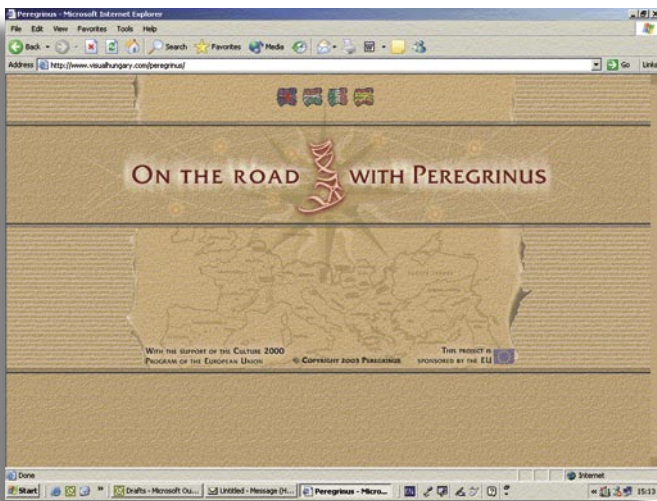 Peregrinus - Microsoft Internet Explorer
File Edit View Favorites Tools Help
Back Search Favorites Media
Address http://www.visualhungary.com/peregrinus/ Go Links
ON THE ROAD WITH PEREGRINUS
WITH THE SUPPORT OF THE CULTURE 2000
PROGRAM OF THE EUROPEAN UNION
© COPYRIGHT 2003 PEREGRINUS
THIS PROJECT IS
SPONSORED BY THE EU
Done Internet
Start Drafts - Microsoft Ou... Untitled - Message (H... Peregrinus - Micro... EN 15:13